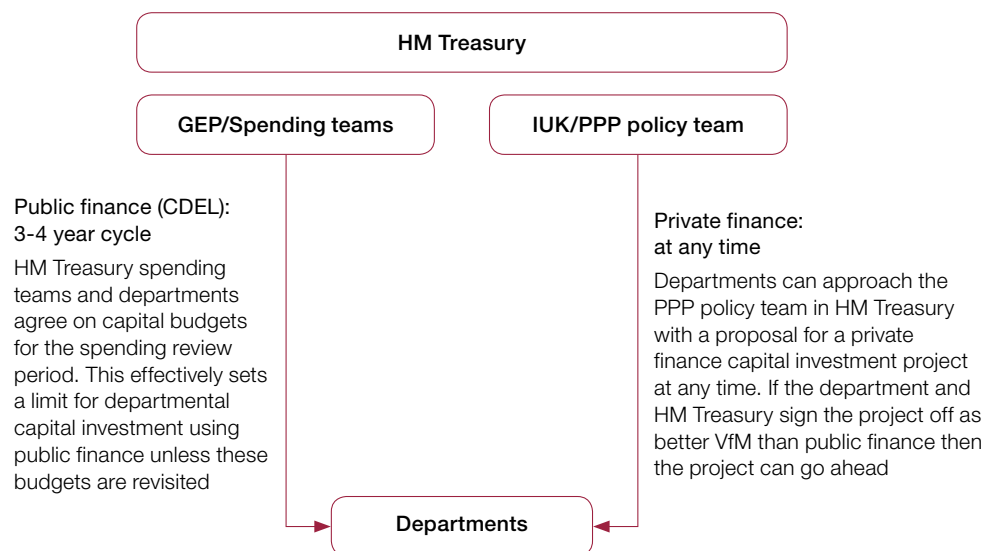 HM Treasury
GEP/Spending teams
IUK/PPP policy team
Public finance (CDEL):
3-4 year cycle
HM Treasury spending
teams and departments
agree on capital budgets
for the spending review
period. This effectively sets
a limit for departmental
capital investment using
public finance unless these
budgets are revisited
Private finance:
at any time
Departments can approach the
PPP policy team in HM Treasury
with a proposal for a private
finance capital investment project
at any time. If the department and
HM Treasury sign the project off as
better VfM than public finance then
the project can go ahead
Departments